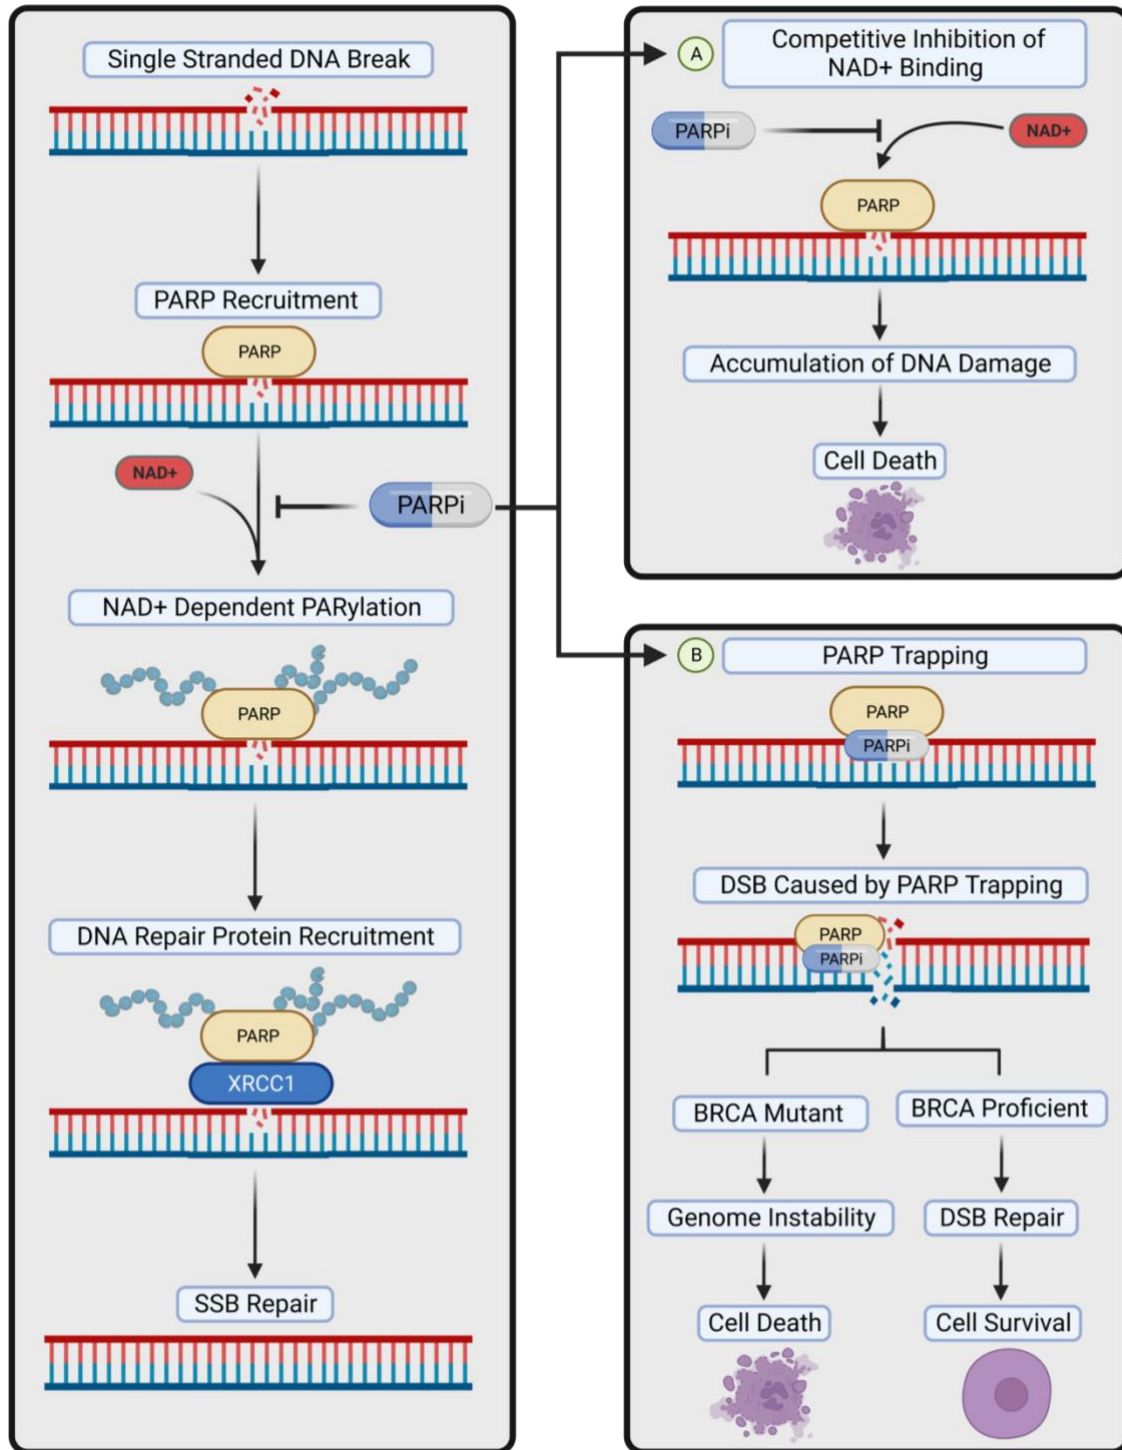 Single Stranded DNA Break
PARP Recruitment
PARP
NAD+
PARPi
NAD+ Dependent PARylation
PARP
DNA Repair Protein Recruitment
PARP
XRCC1
SSB Repair
A
Competitive Inhibition of
NAD+ Binding
PARPi
NAD+
PARP
Accumulation of DNA Damage
Cell Death
B
PARP Trapping
PARP
PARPi
DSB Caused by PARP Trapping
PARP
PARPi
BRCA Mutant
BRCA Proficient
Genome Instability
DSB Repair
Cell Death
Cell Survival